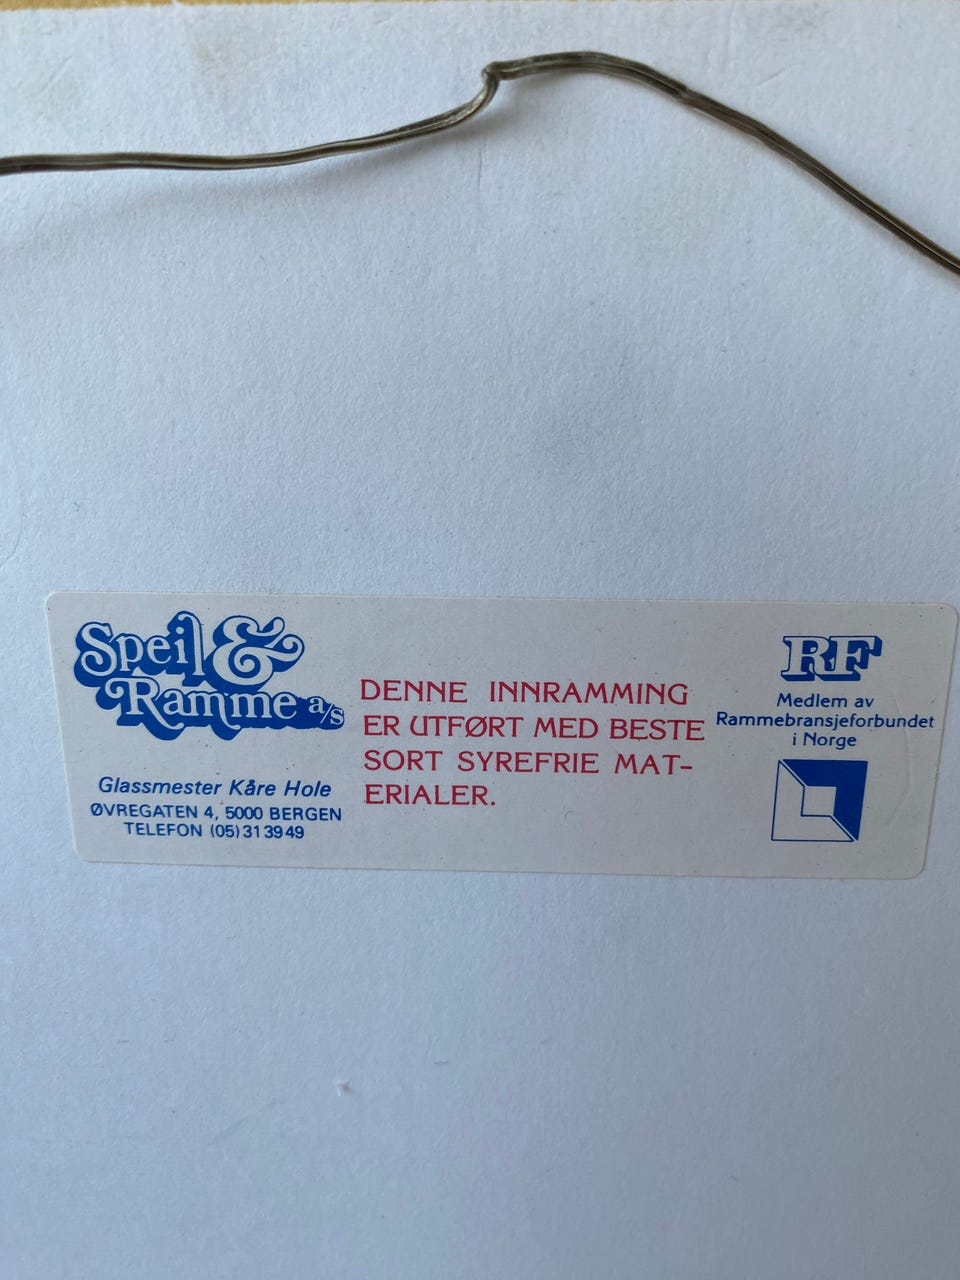 Speil &
Ramme a/s
Glassmester Kåre Hole
ØVREGATEN 4, 5000 BERGEN
TELEFON (05) 31 39 49
DENNE INNRAMMING
ER UTFØRT MED BESTE
SORT SYREFRIE MAT-
ERIALER.
RF
Medlem av
Rammebransjeforbundet
i Norge